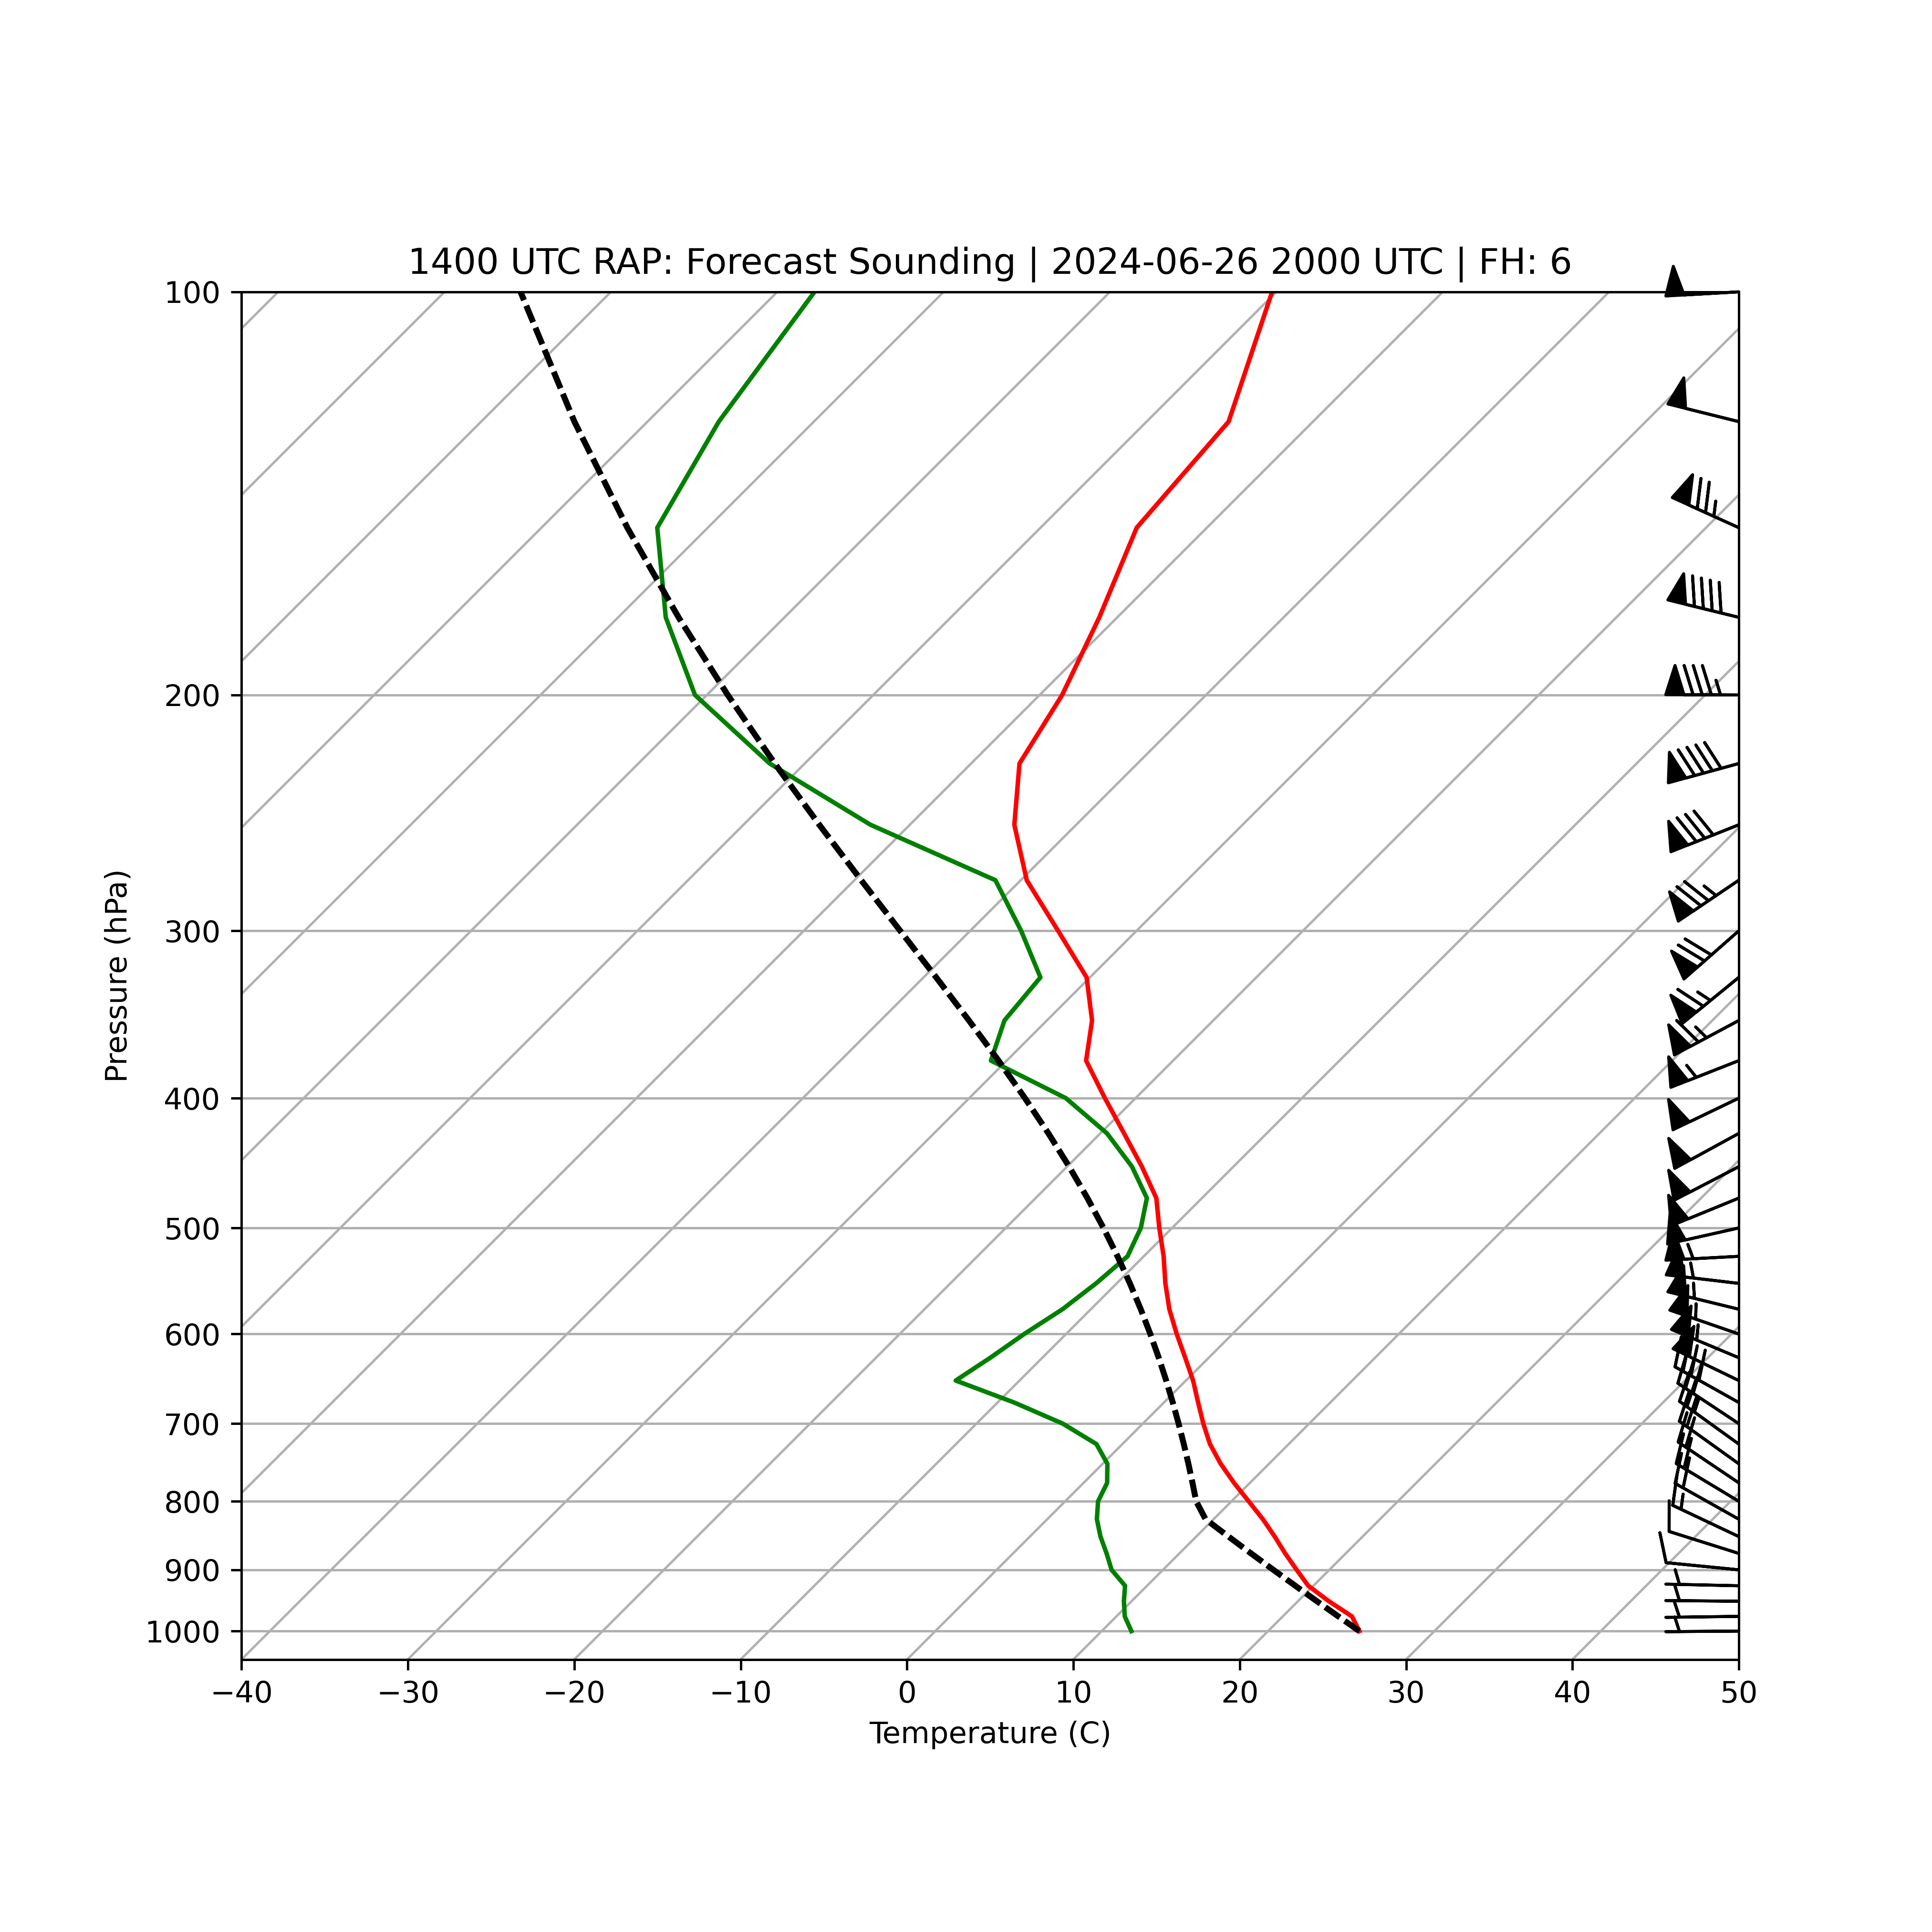 1400 UTC RAP: Forecast Sounding | 2024-06-26 2000 UTC | FH: 6
100
200
300
400
500
600
700
800
900
1000
Pressure (hPa)
−40 −30 −20 −10 0 10 20 30 40 50
Temperature (C)